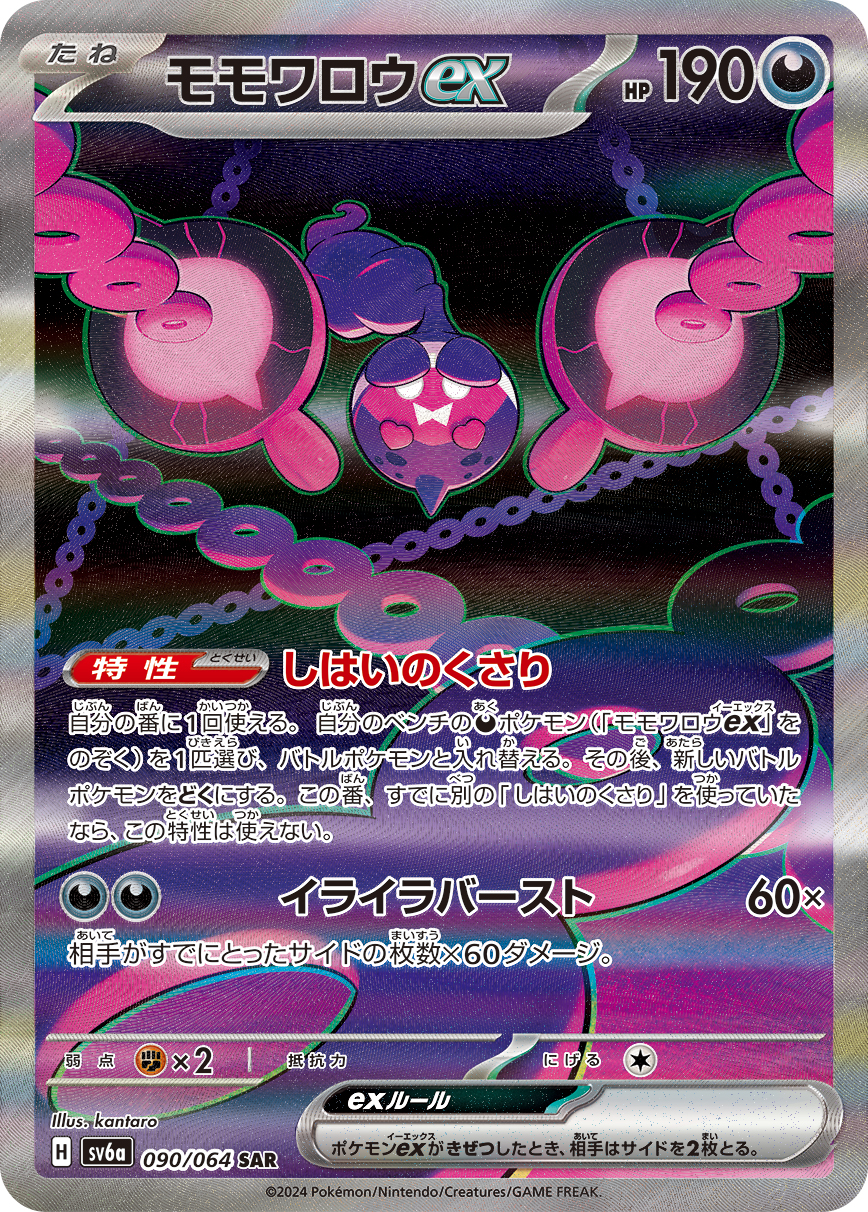 たね モモワロウex HP190
特性 とくせい しはいのくさり
自分の番に1回使える。自分のベンチのポケモン(「モモワロウex」を
のぞく)を1匹選び、バトルポケモンと入れ替える。その後、新しいバトル
ポケモンをどくにする。この番、すでに別の「しはいのくさり」を使っていた
なら、この特性は使えない。
イライラバースト 60×
相手がすでにとったサイドの枚数×60ダメージ。
弱点 ×2 抵抗力 にげる
exルール
ポケモンexがきぜつしたとき、相手はサイドを2枚とる。
Illus. kantaro
H sv6a 090/064 SAR
©2024 Pokémon/Nintendo/Creatures/GAME FREAK.